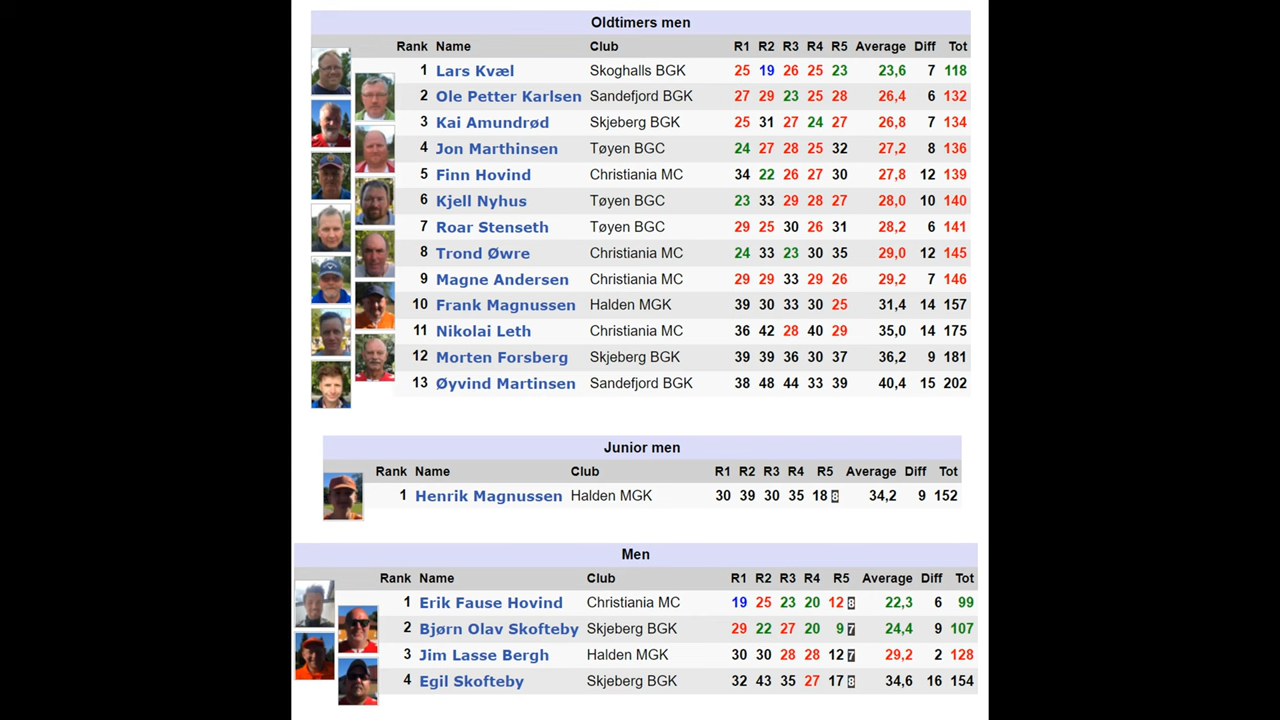 Oldtimers men
Rank Name Club R1 R2 R3 R4 R5 Average Diff Tot
1 Lars Kvæl Skoghalls BGK 25 19 26 25 23 23,6 7 118
2 Ole Petter Karlsen Sandefjord BGK 27 29 23 25 28 26,4 6 132
3 Kai Amundrød Skjeberg BGK 25 31 27 24 27 26,8 7 134
4 Jon Marthinsen Tøyen BGC 24 27 28 25 32 27,2 8 136
5 Finn Hovind Christiania MC 34 22 26 27 30 27,8 12 139
6 Kjell Nyhus Tøyen BGC 23 33 29 28 27 28,0 10 140
7 Roar Stenseth Tøyen BGC 29 25 30 26 31 28,2 6 141
8 Trond Øwre Christiania MC 24 33 23 30 35 29,0 12 145
9 Magne Andersen Christiania MC 29 29 33 29 26 29,2 7 146
10 Frank Magnussen Halden MGK 39 30 33 30 25 31,4 14 157
11 Nikolai Leth Christiania MC 36 42 28 40 29 35,0 14 175
12 Morten Forsberg Skjeberg BGK 39 39 36 30 37 36,2 9 181
13 Øyvind Martinsen Sandefjord BGK 38 48 44 33 39 40,4 15 202
Junior men
Rank Name Club R1 R2 R3 R4 R5 Average Diff Tot
1 Henrik Magnussen Halden MGK 30 39 30 35 18 8 34,2 9 152
Men
Rank Name Club R1 R2 R3 R4 R5 Average Diff Tot
1 Erik Fause Hovind Christiania MC 19 25 23 20 12 8 22,3 6 99
2 Bjørn Olav Skofteby Skjeberg BGK 29 22 27 20 9 7 24,4 9 107
3 Jim Lasse Bergh Halden MGK 30 30 28 28 12 7 29,2 2 128
4 Egil Skofteby Skjeberg BGK 32 43 35 27 17 8 34,6 16 154